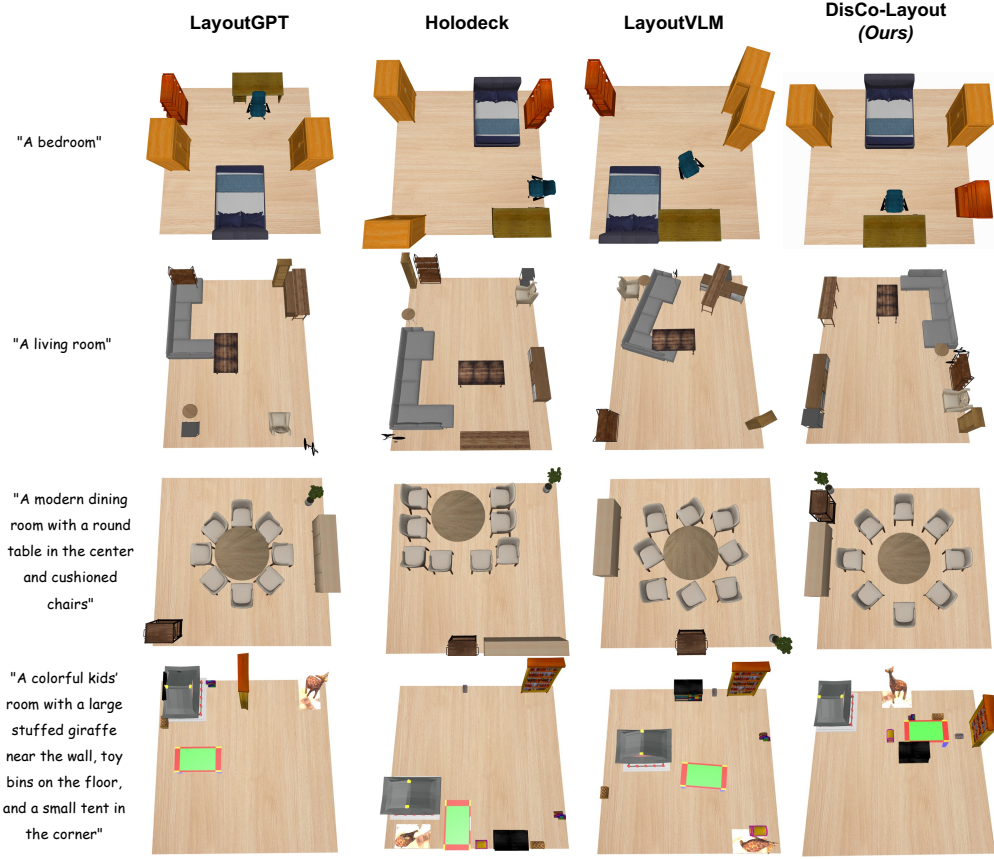 LayoutGPT
Holodeck
LayoutVLM
DisCo-Layout
(Ours)
"A bedroom"
"A living room"
"A modern dining
room with a round
table in the center
and cushioned
chairs"
"A colorful kids'
room with a large
stuffed giraffe
near the wall, toy
bins on the floor,
and a small tent in
the corner"